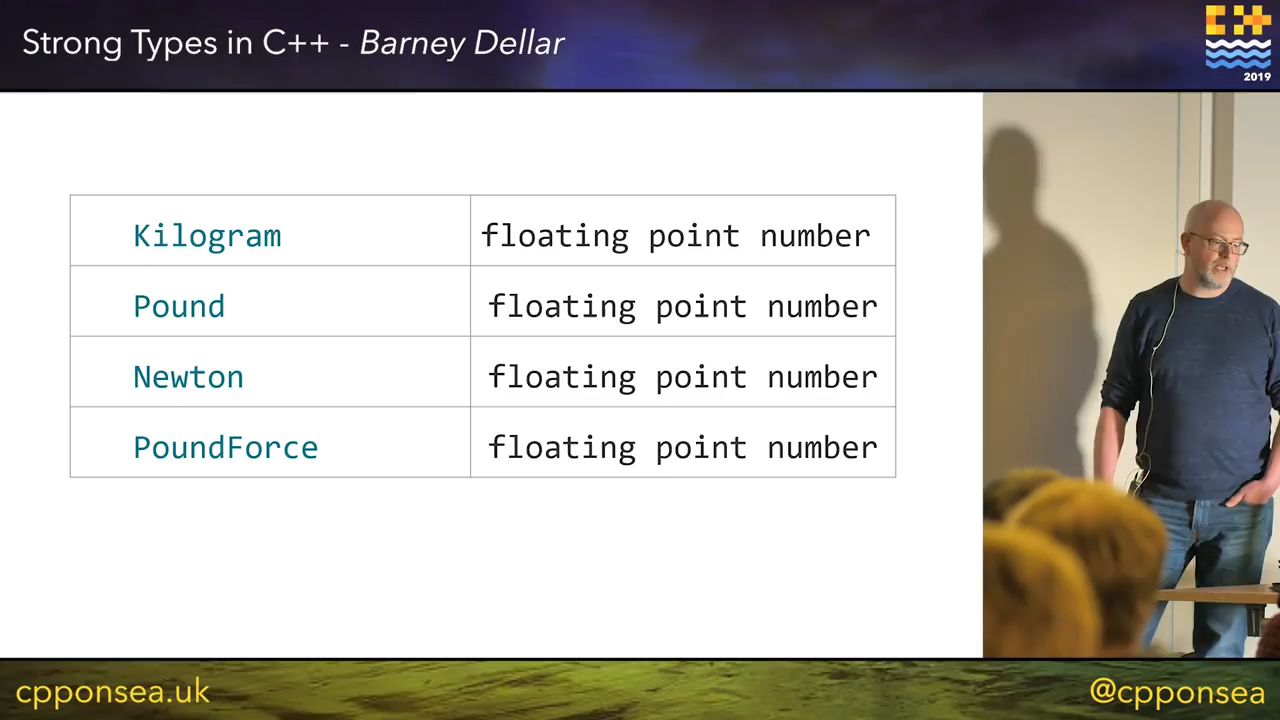 Strong Types in C++ - Barney Dellar
2019
Kilogram floating point number
Pound floating point number
Newton floating point number
PoundForce floating point number
cpponsea.uk
@cpponsea